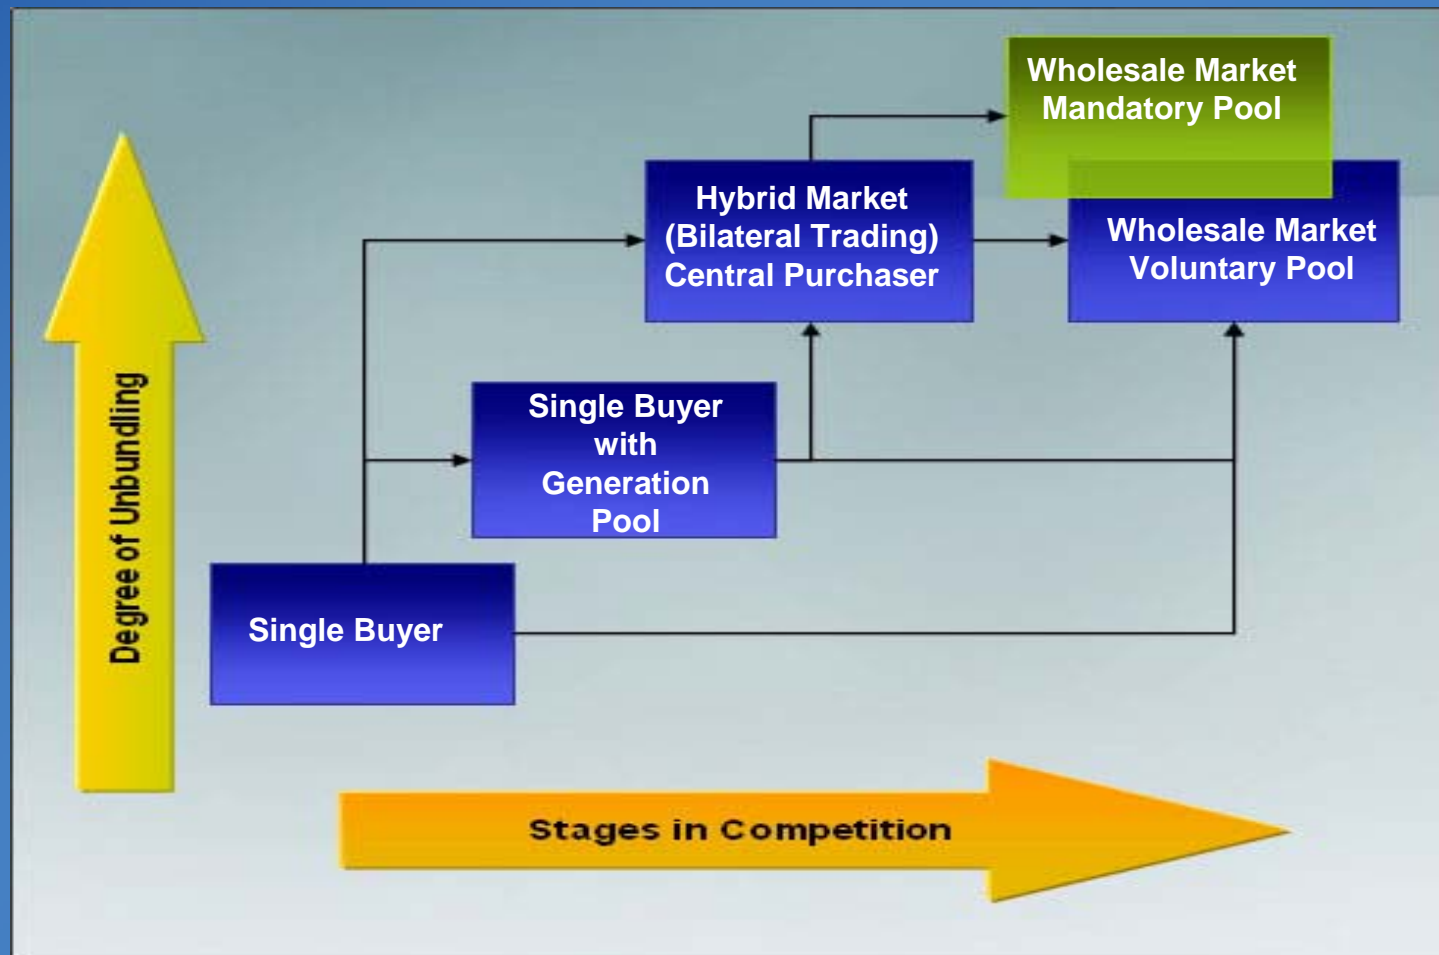 Wholesale Market
Mandatory Pool
Hybrid Market
(Bilateral Trading)
Central Purchaser
Wholesale Market
Voluntary Pool
Single Buyer
with
Generation
Pool
Single Buyer
Degree of Unbundling
Stages in Competition